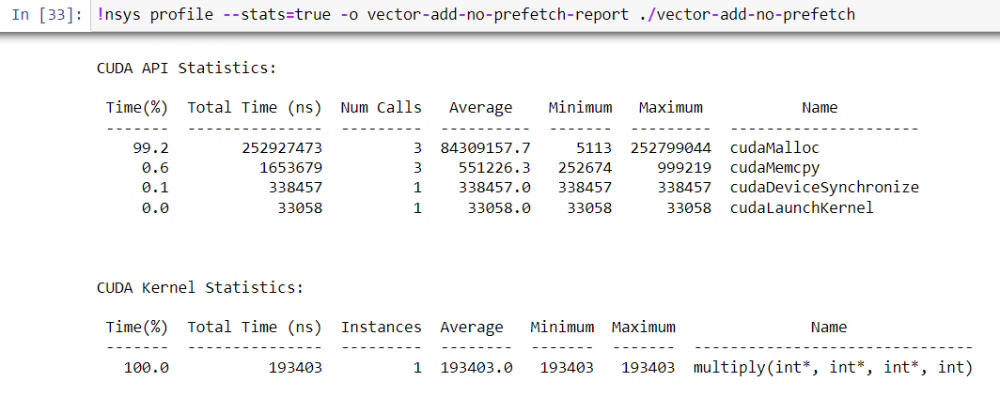 In [33]: !nsys profile --stats=true -o vector-add-no-prefetch-report ./vector-add-no-prefetch
CUDA API Statistics:
Time(%) Total Time (ns) Num Calls Average Minimum Maximum Name
------- --------------- --------- ---------- ------- --------- ---------------------
99.2 252927473 3 84309157.7 5113 252799044 cudaMalloc
0.6 1653679 3 551226.3 252674 999219 cudaMemcpy
0.1 338457 1 338457.0 338457 338457 cudaDeviceSynchronize
0.0 33058 1 33058.0 33058 33058 cudaLaunchKernel
CUDA Kernel Statistics:
Time(%) Total Time (ns) Instances Average Minimum Maximum Name
------- --------------- --------- -------- ------- ------- -------------------------------
100.0 193403 1 193403.0 193403 193403 multiply(int*, int*, int*, int)